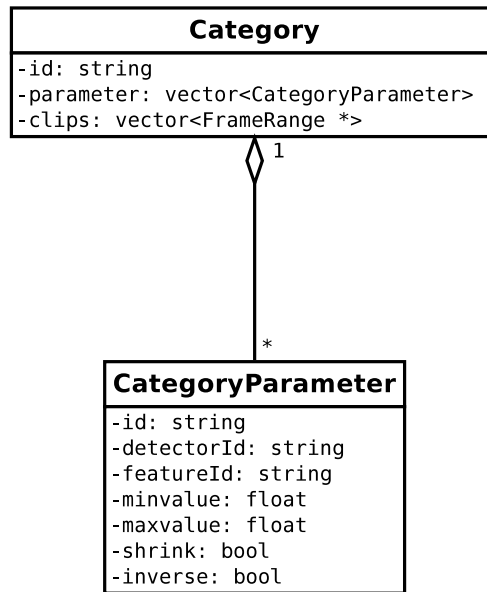 Category
-id: string
-parameter: vector<CategoryParameter>
-clips: vector<FrameRange *>
1
*
CategoryParameter
-id: string
-detectorId: string
-featureId: string
-minvalue: float
-maxvalue: float
-shrink: bool
-inverse: bool